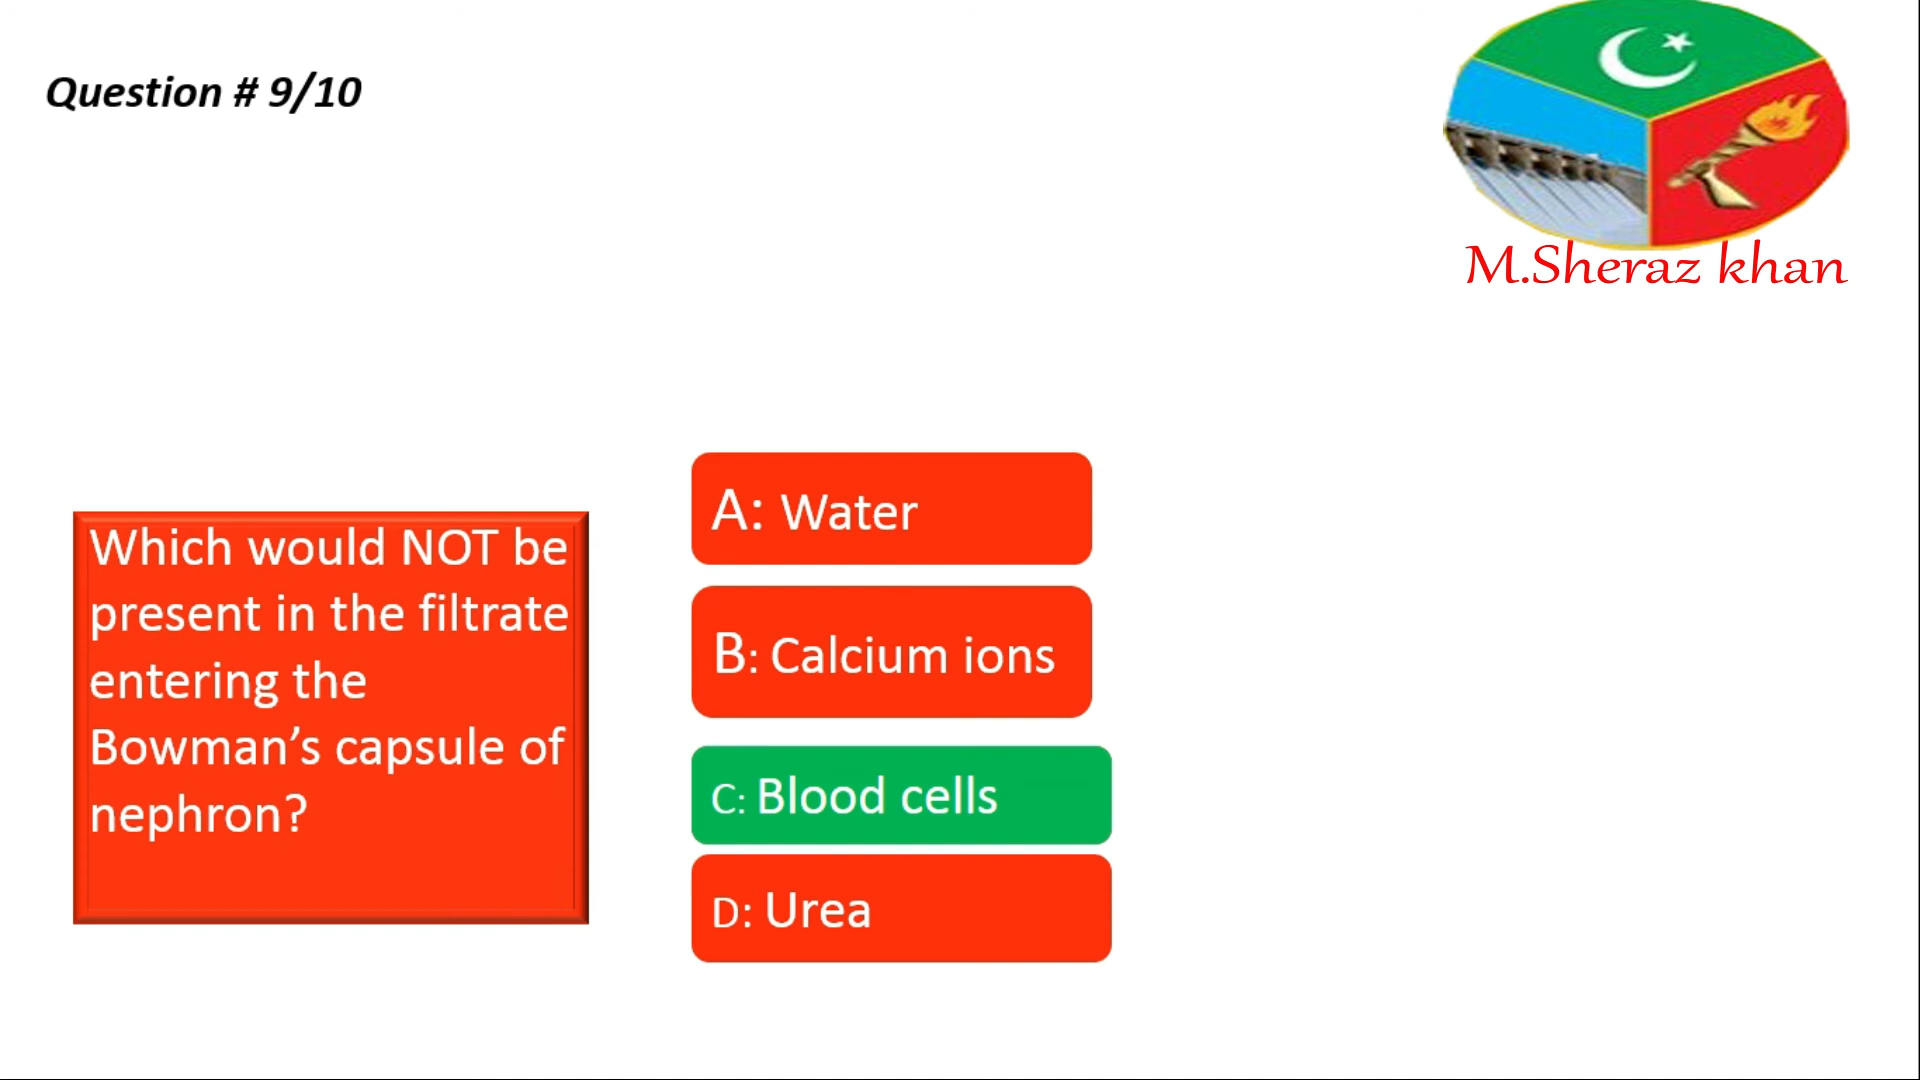 Question # 9/10
M.Sheraz khan
Which would NOT be
present in the filtrate
entering the
Bowman’s capsule of
nephron?
A: Water
B: Calcium ions
C: Blood cells
D: Urea